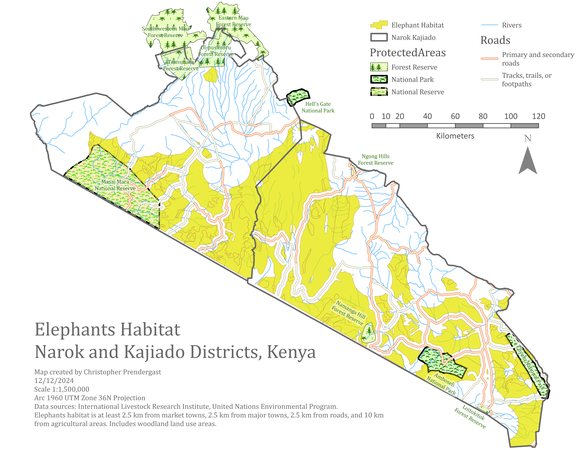 Southwestern Mau
Forest Reserve
Eastern Mau
Forest Reserve
Forest Reserve
Forest Reserve
Hell's Gate
National Park
Ngong Hills
Forest Reserve
Masai Mara
National Reserve
Namanga Hill
Forest Reserve
Amboseli
National Park
Loitokitok
Forest Reserve
Elephant Habitat
Narok Kajiado
ProtectedAreas
Forest Reserve
National Park
National Reserve
Rivers
Roads
Primary and secondary
roads
Tracks, trails, or
footpaths
0 10 20 40 60 80 100 120
Kilometers
N
Elephants Habitat
Narok and Kajiado Districts, Kenya
Map created by Christopher Prendergast
12/12/2024
Scale 1:1,500,000
Arc 1960 UTM Zone 36N Projection
Data sources: International Livestock Research Institute, United Nations Environmental Program.
Elephants habitat is at least 2.5 km from market towns, 2.5 km from major towns, 2.5 km from roads, and 10 km
from agricultural areas. Includes woodland land use areas.